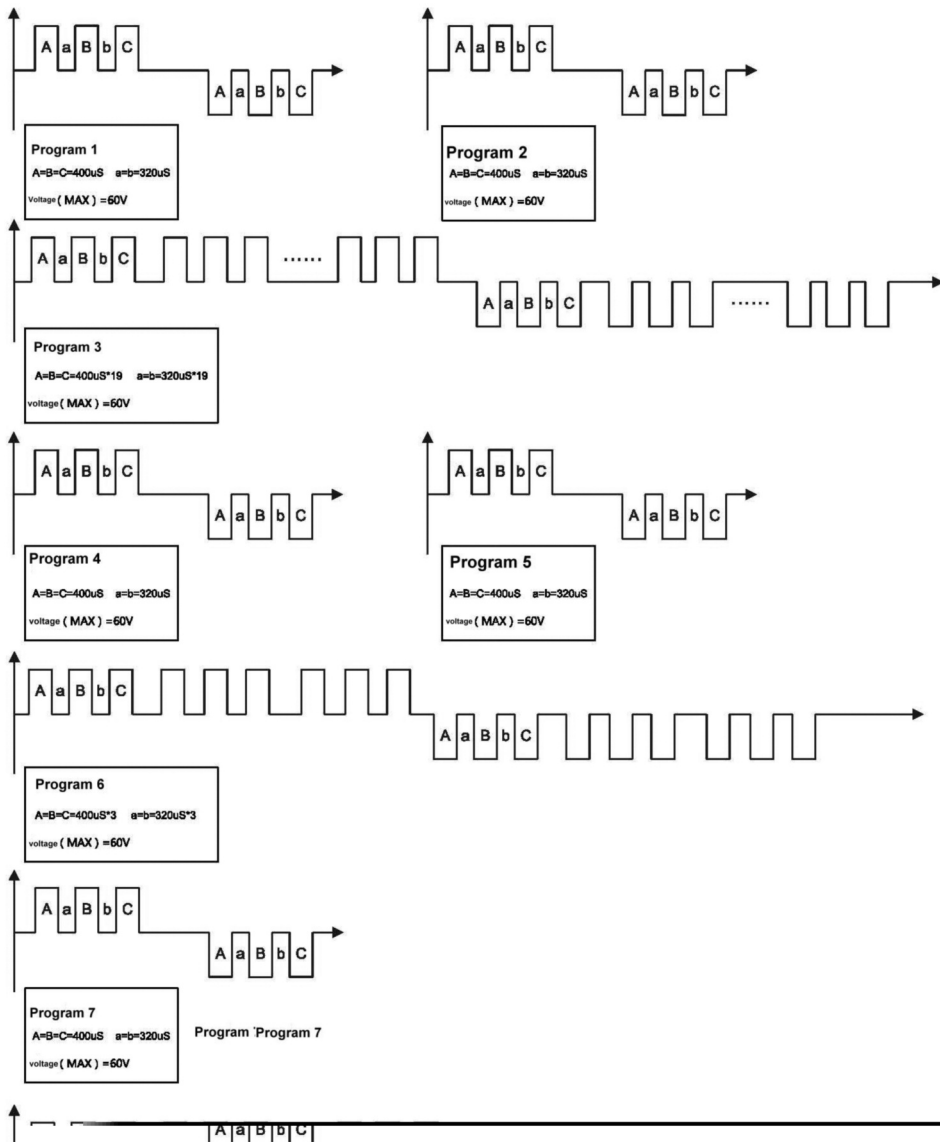 A a B b C
A a B b C
A a B b C
A a B b C
Program 1
A=B=C=400uS a=b=320uS
Voltage ( MAX ) =60V
Program 2
A=B=C=400uS a=b=320uS
Voltage ( MAX ) =60V
A a B b C ......
A a B b C ......
Program 3
A=B=C=400uS*19 a=b=320uS*19
voltage ( MAX ) =60V
A a B b C
A a B b C
A a B b C
A a B b C
Program 4
A=B=C=400uS a=b=320uS
voltage ( MAX ) =60V
Program 5
A=B=C=400uS a=b=320uS
voltage ( MAX ) =60V
A a B b C
A a B b C
Program 6
A=B=C=400uS*3 a=b=320uS*3
voltage ( MAX ) =60V
A a B b C
A a B b C
Program 7
A=B=C=400uS a=b=320uS
voltage ( MAX ) =60V
Program Program 7
A a B b C